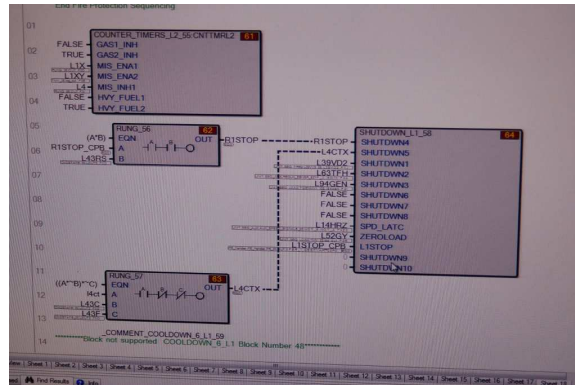 End Fire Protection Sequencing
01
COUNTER_TIMERS_L2_55:CNTTMRL2 61
02
FALSE GAS1_INH
TRUE GAS2_INH
L1X MIS_ENA1
03
L1XY MIS_ENA2
L4 MIS_INH1
FALSE HVY_FUEL1
04
TRUE HVY_FUEL2
05
RUNG_56 62
(A*B) EQN OUT R1STOP
R1STOP_CPB A
06
L43RS B
A B
SHUTDOWN_L1_58 64
R1STOP SHUTDWN4
L4CTX SHUTDWN5
L39VD2 SHUTDWN1
07
L63TFH SHUTDWN2
L94GEN SHUTDWN3
FALSE SHUTDWN6
08
FALSE SHUTDWN7
FALSE SHUTDWN8
L14HRZ SPD_LATC
09
L52GY ZEROLOAD
L1STOP_CPB L1STOP
10
0 SHUTDWN9
0 SHUTDWN10
11
RUNG_57 63
((A*^B)*^C) EQN OUT L4CTX
l4ct A
12
L43C B
L43F C
A B C
13
_COMMENT_COOLDOWN_6_L1_59
14
Block not supported COOLDOWN_6_L1 Block Number 48
Sheet 1 Sheet 2 Sheet 3 Sheet 4 Sheet 5 Sheet 6 Sheet 7 Sheet 8 Sheet 9 Sheet 10 Sheet 11 Sheet 12 Sheet 13 Sheet 14 Sheet 15 Sheet 16 Sheet 17
Find Results Info